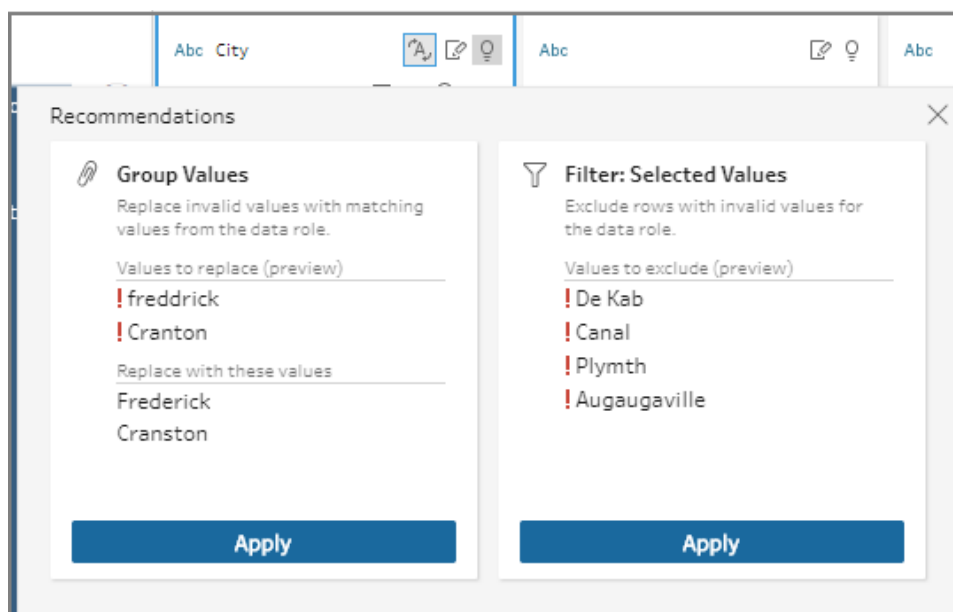 Abc City
Abc
Abc
Recommendations
Group Values
Replace invalid values with matching
values from the data role.
Values to replace (preview)
! freddrick
! Cranton
Replace with these values
Frederick
Cranston
Apply
Filter: Selected Values
Exclude rows with invalid values for
the data role.
Values to exclude (preview)
! De Kab
! Canal
! Plymth
! Augaugaville
Apply